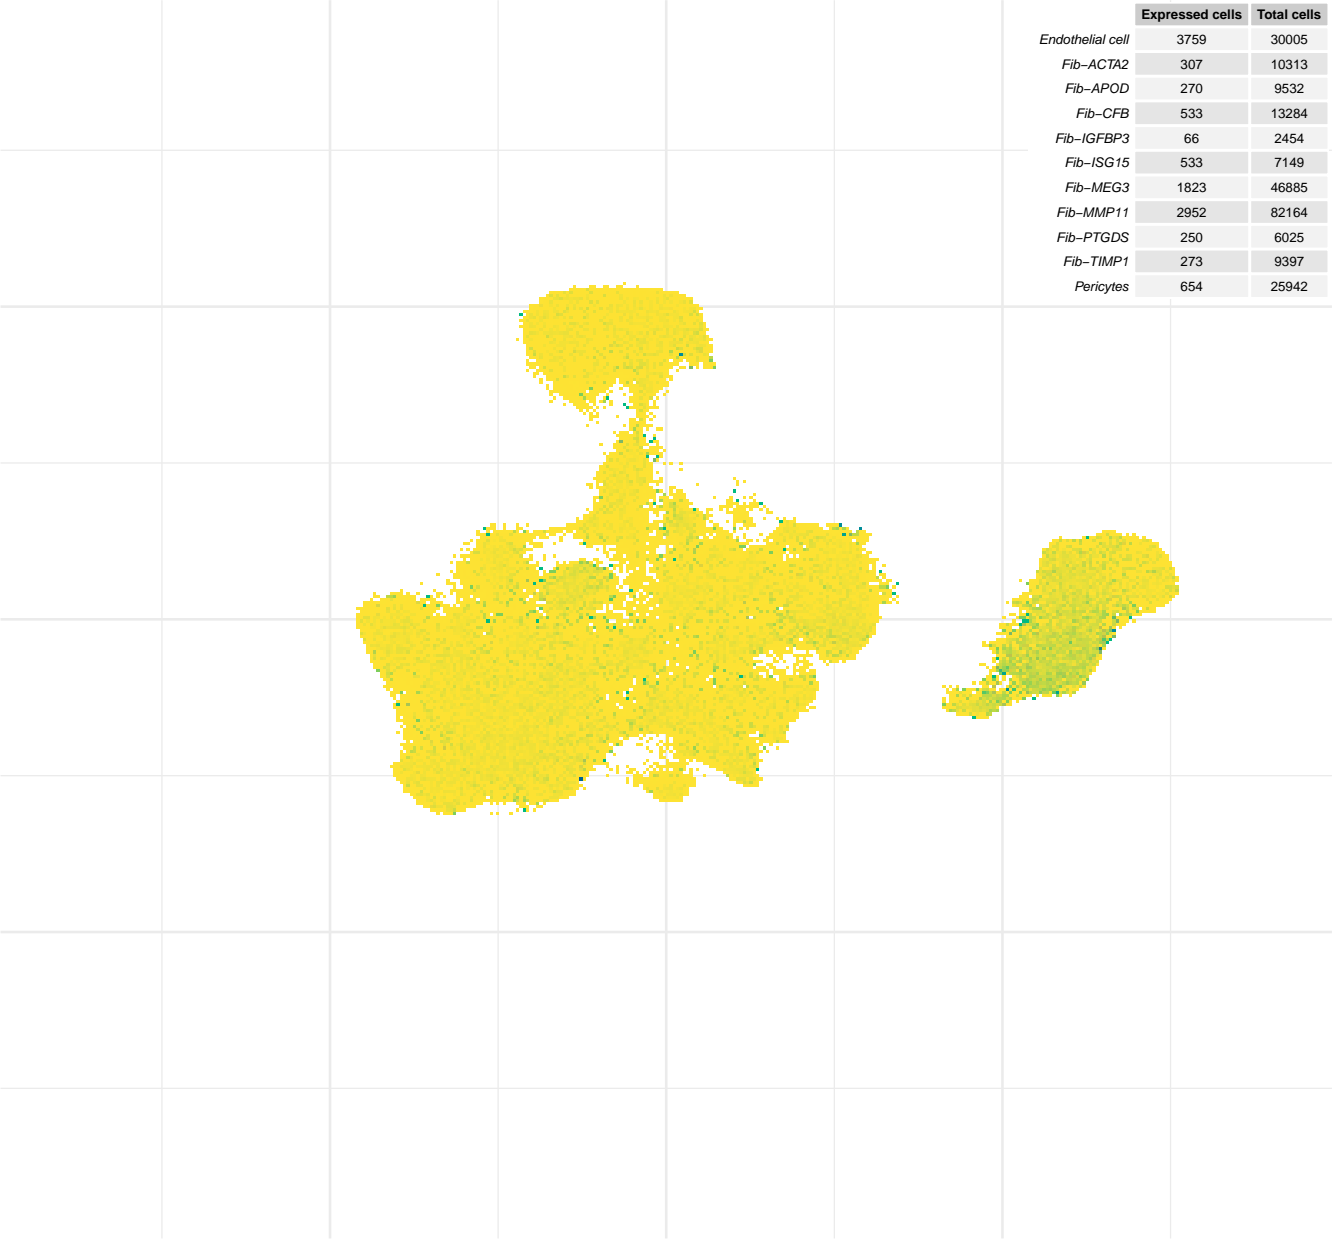 Expressed cells Total cells
Endothelial cell 3759 30005
Fib−ACTA2 307 10313
Fib−APOD 270 9532
Fib−CFB 533 13284
Fib−IGFBP3 66 2454
Fib−ISG15 533 7149
Fib−MEG3 1823 46885
Fib−MMP11 2952 82164
Fib−PTGDS 250 6025
Fib−TIMP1 273 9397
Pericytes 654 25942